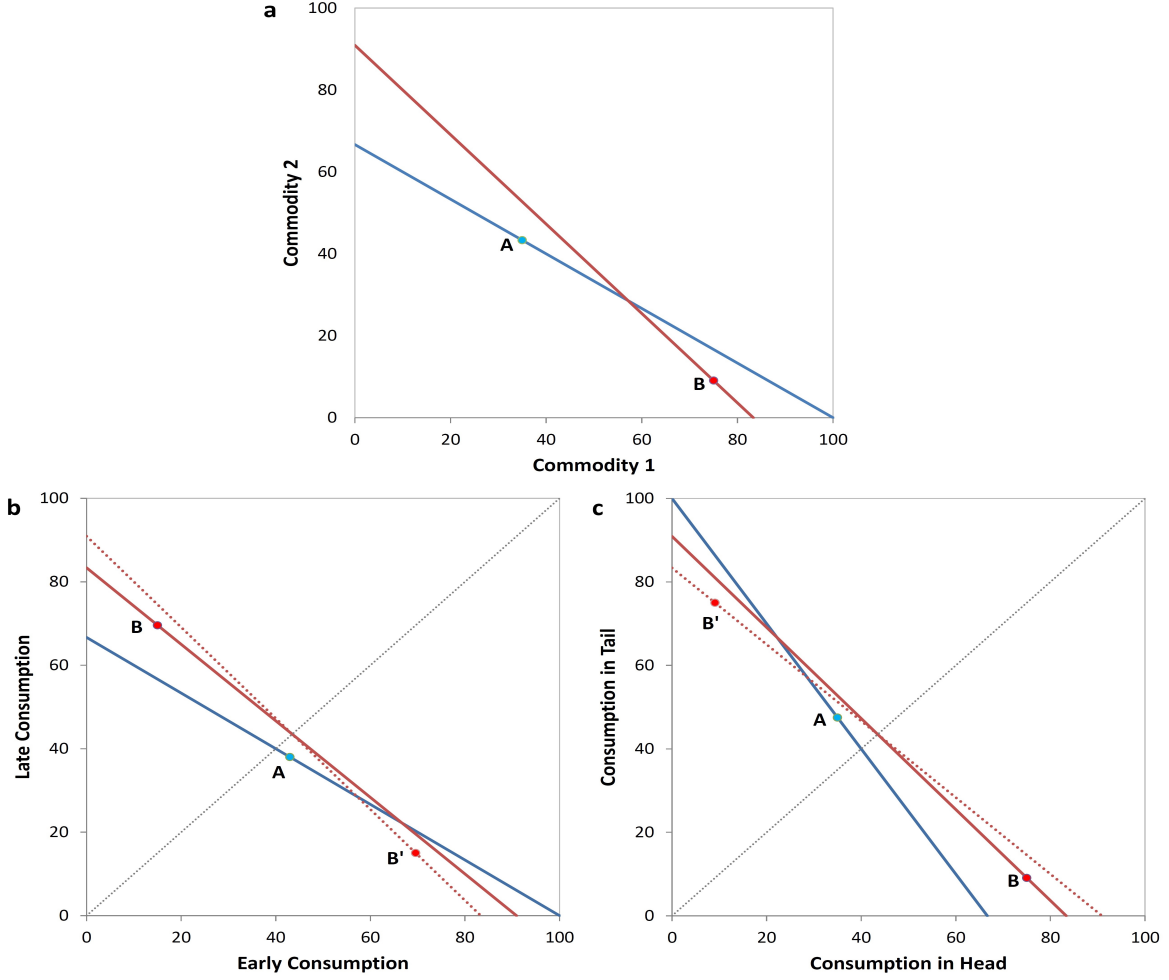 a
100
80
60
40
20
0
Commodity 2
A
B
0 20 40 60 80 100
Commodity 1
b
100
80
60
40
20
0
Late Consumption
B
A
B'
0 20 40 60 80 100
Early Consumption
c
100
80
60
40
20
0
Consumption in Tail
B'
A
B
0 20 40 60 80 100
Consumption in Head